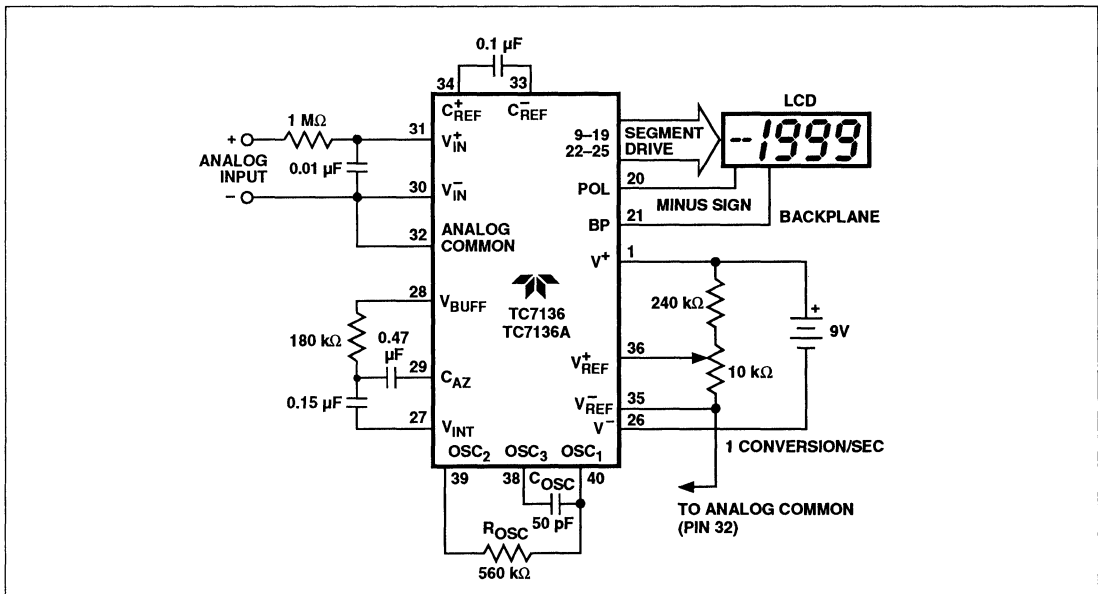 0.1 µF
34
33
C+REF
C−REF
LCD
1 MΩ
31
V+IN
9–19
22–25
SEGMENT
DRIVE
-1999
+
ANALOG
INPUT
−
0.01 µF
30
V−IN
POL
20
MINUS SIGN
32
ANALOG
COMMON
BP
21
BACKPLANE
V+
1
28
VBUFF
TC7136
TC7136A
240 kΩ
+
9V
180 kΩ
0.47
µF
29
CAZ
V+REF
36
10 kΩ
0.15 µF
27
VINT
V−REF
35
V−
26
1 CONVERSION/SEC
OSC2
OSC3
OSC1
39
38
COSC
40
50 pF
TO ANALOG COMMON
(PIN 32)
ROSC
560 kΩ